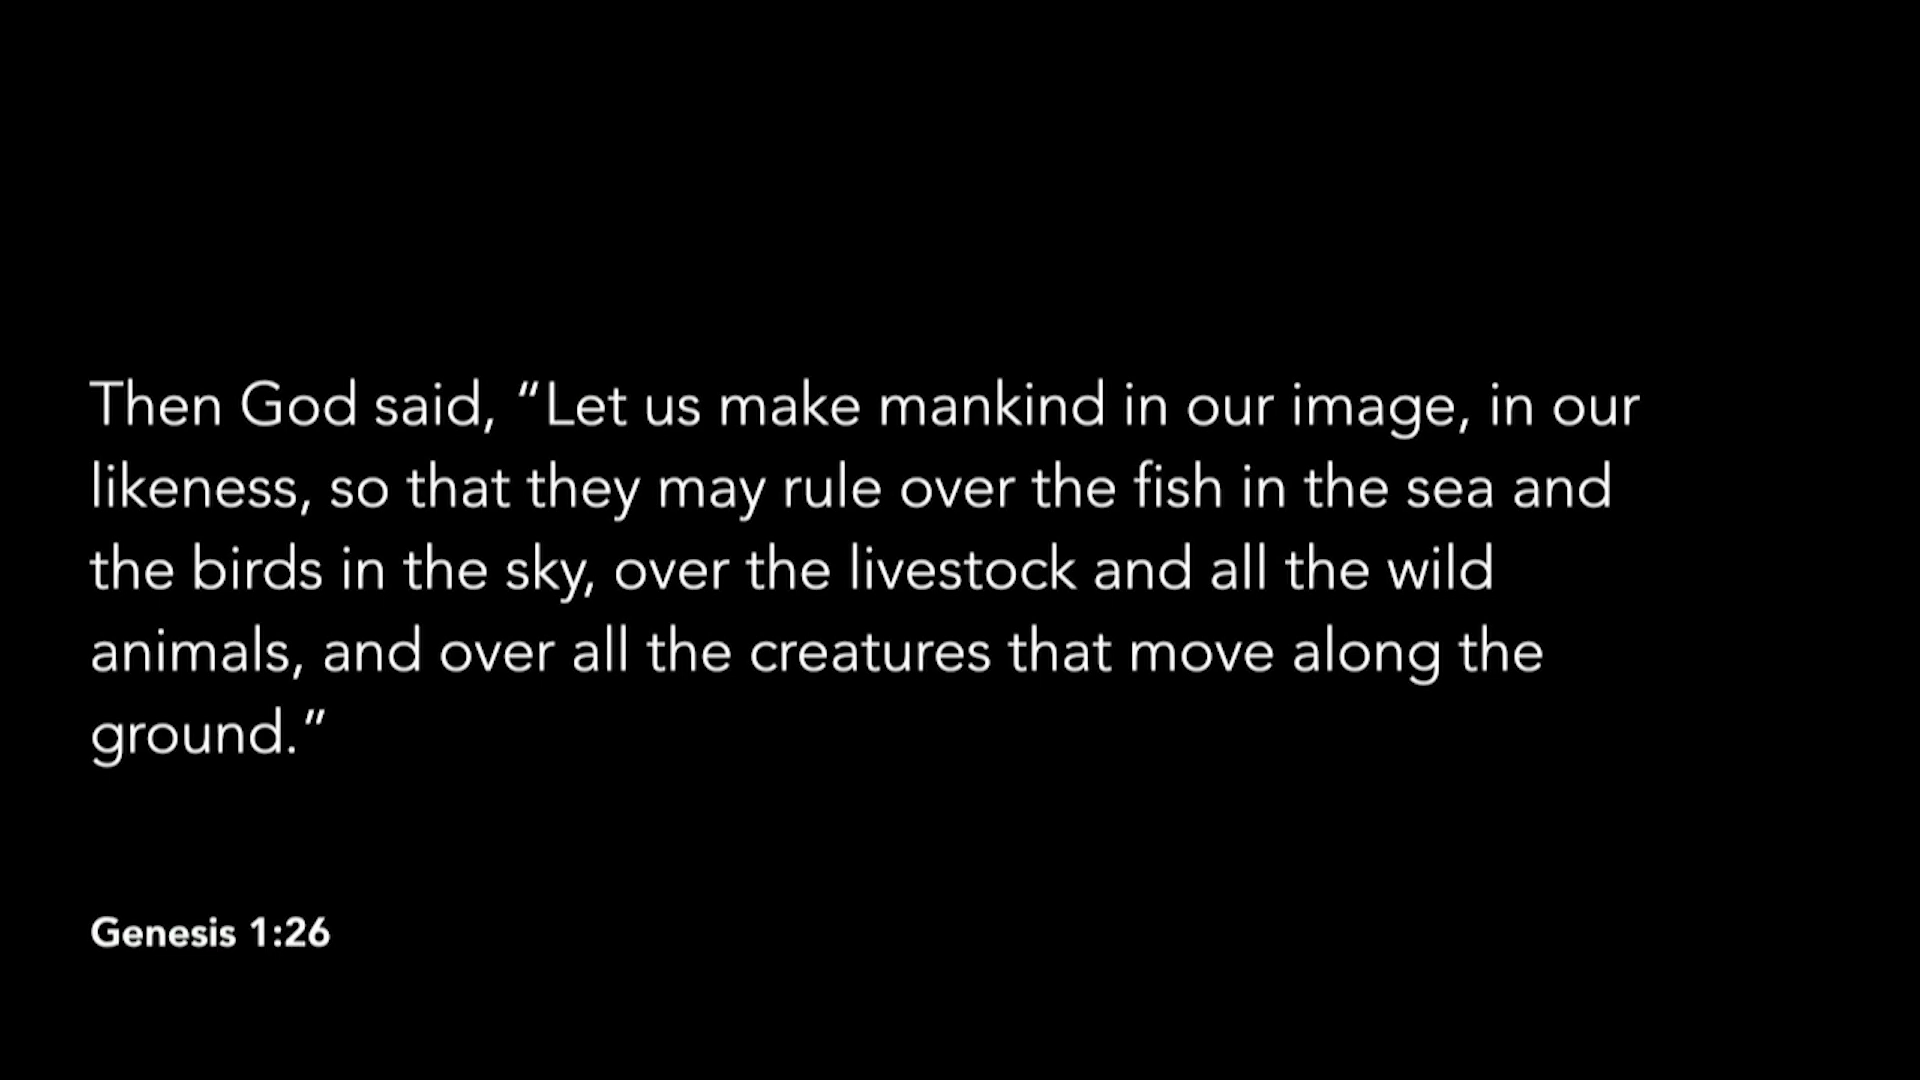 Then God said, “Let us make mankind in our image, in our
likeness, so that they may rule over the fish in the sea and
the birds in the sky, over the livestock and all the wild
animals, and over all the creatures that move along the
ground.”
Genesis 1:26